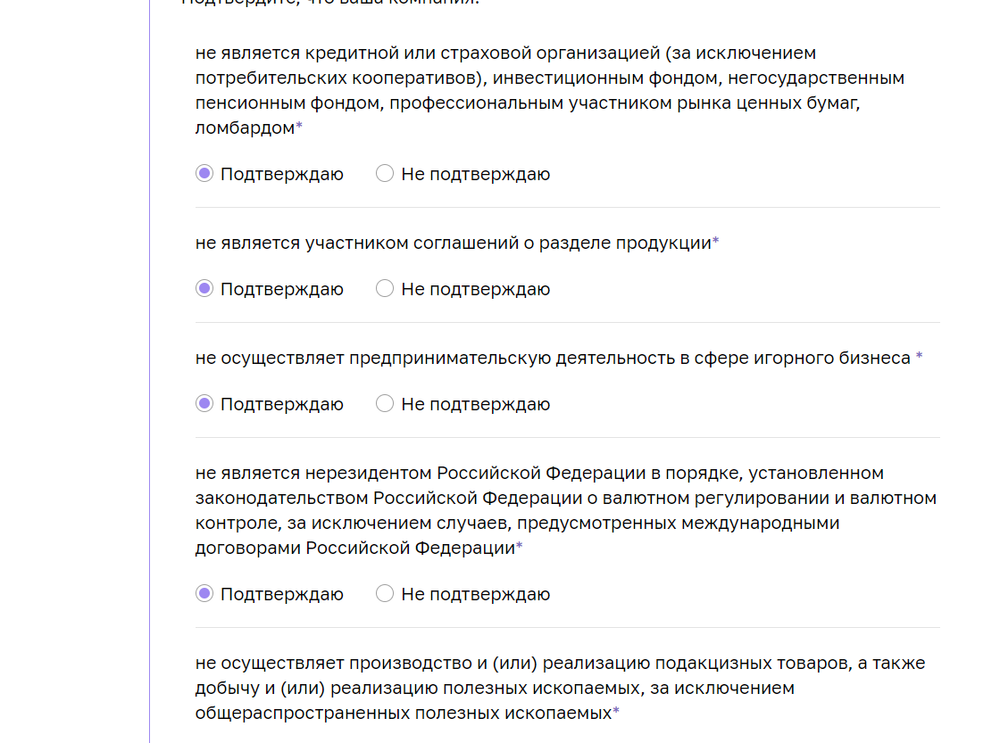 Подтвердите, что ваша компания:
не является кредитной или страховой организацией (за исключением
потребительских кооперативов), инвестиционным фондом, негосударственным
пенсионным фондом, профессиональным участником рынка ценных бумаг,
ломбардом*
Подтверждаю Не подтверждаю
не является участником соглашений о разделе продукции*
Подтверждаю Не подтверждаю
не осуществляет предпринимательскую деятельность в сфере игорного бизнеса *
Подтверждаю Не подтверждаю
не является нерезидентом Российской Федерации в порядке, установленном
законодательством Российской Федерации о валютном регулировании и валютном
контроле, за исключением случаев, предусмотренных международными
договорами Российской Федерации*
Подтверждаю Не подтверждаю
не осуществляет производство и (или) реализацию подакцизных товаров, а также
добычу и (или) реализацию полезных ископаемых, за исключением
общераспространенных полезных ископаемых*